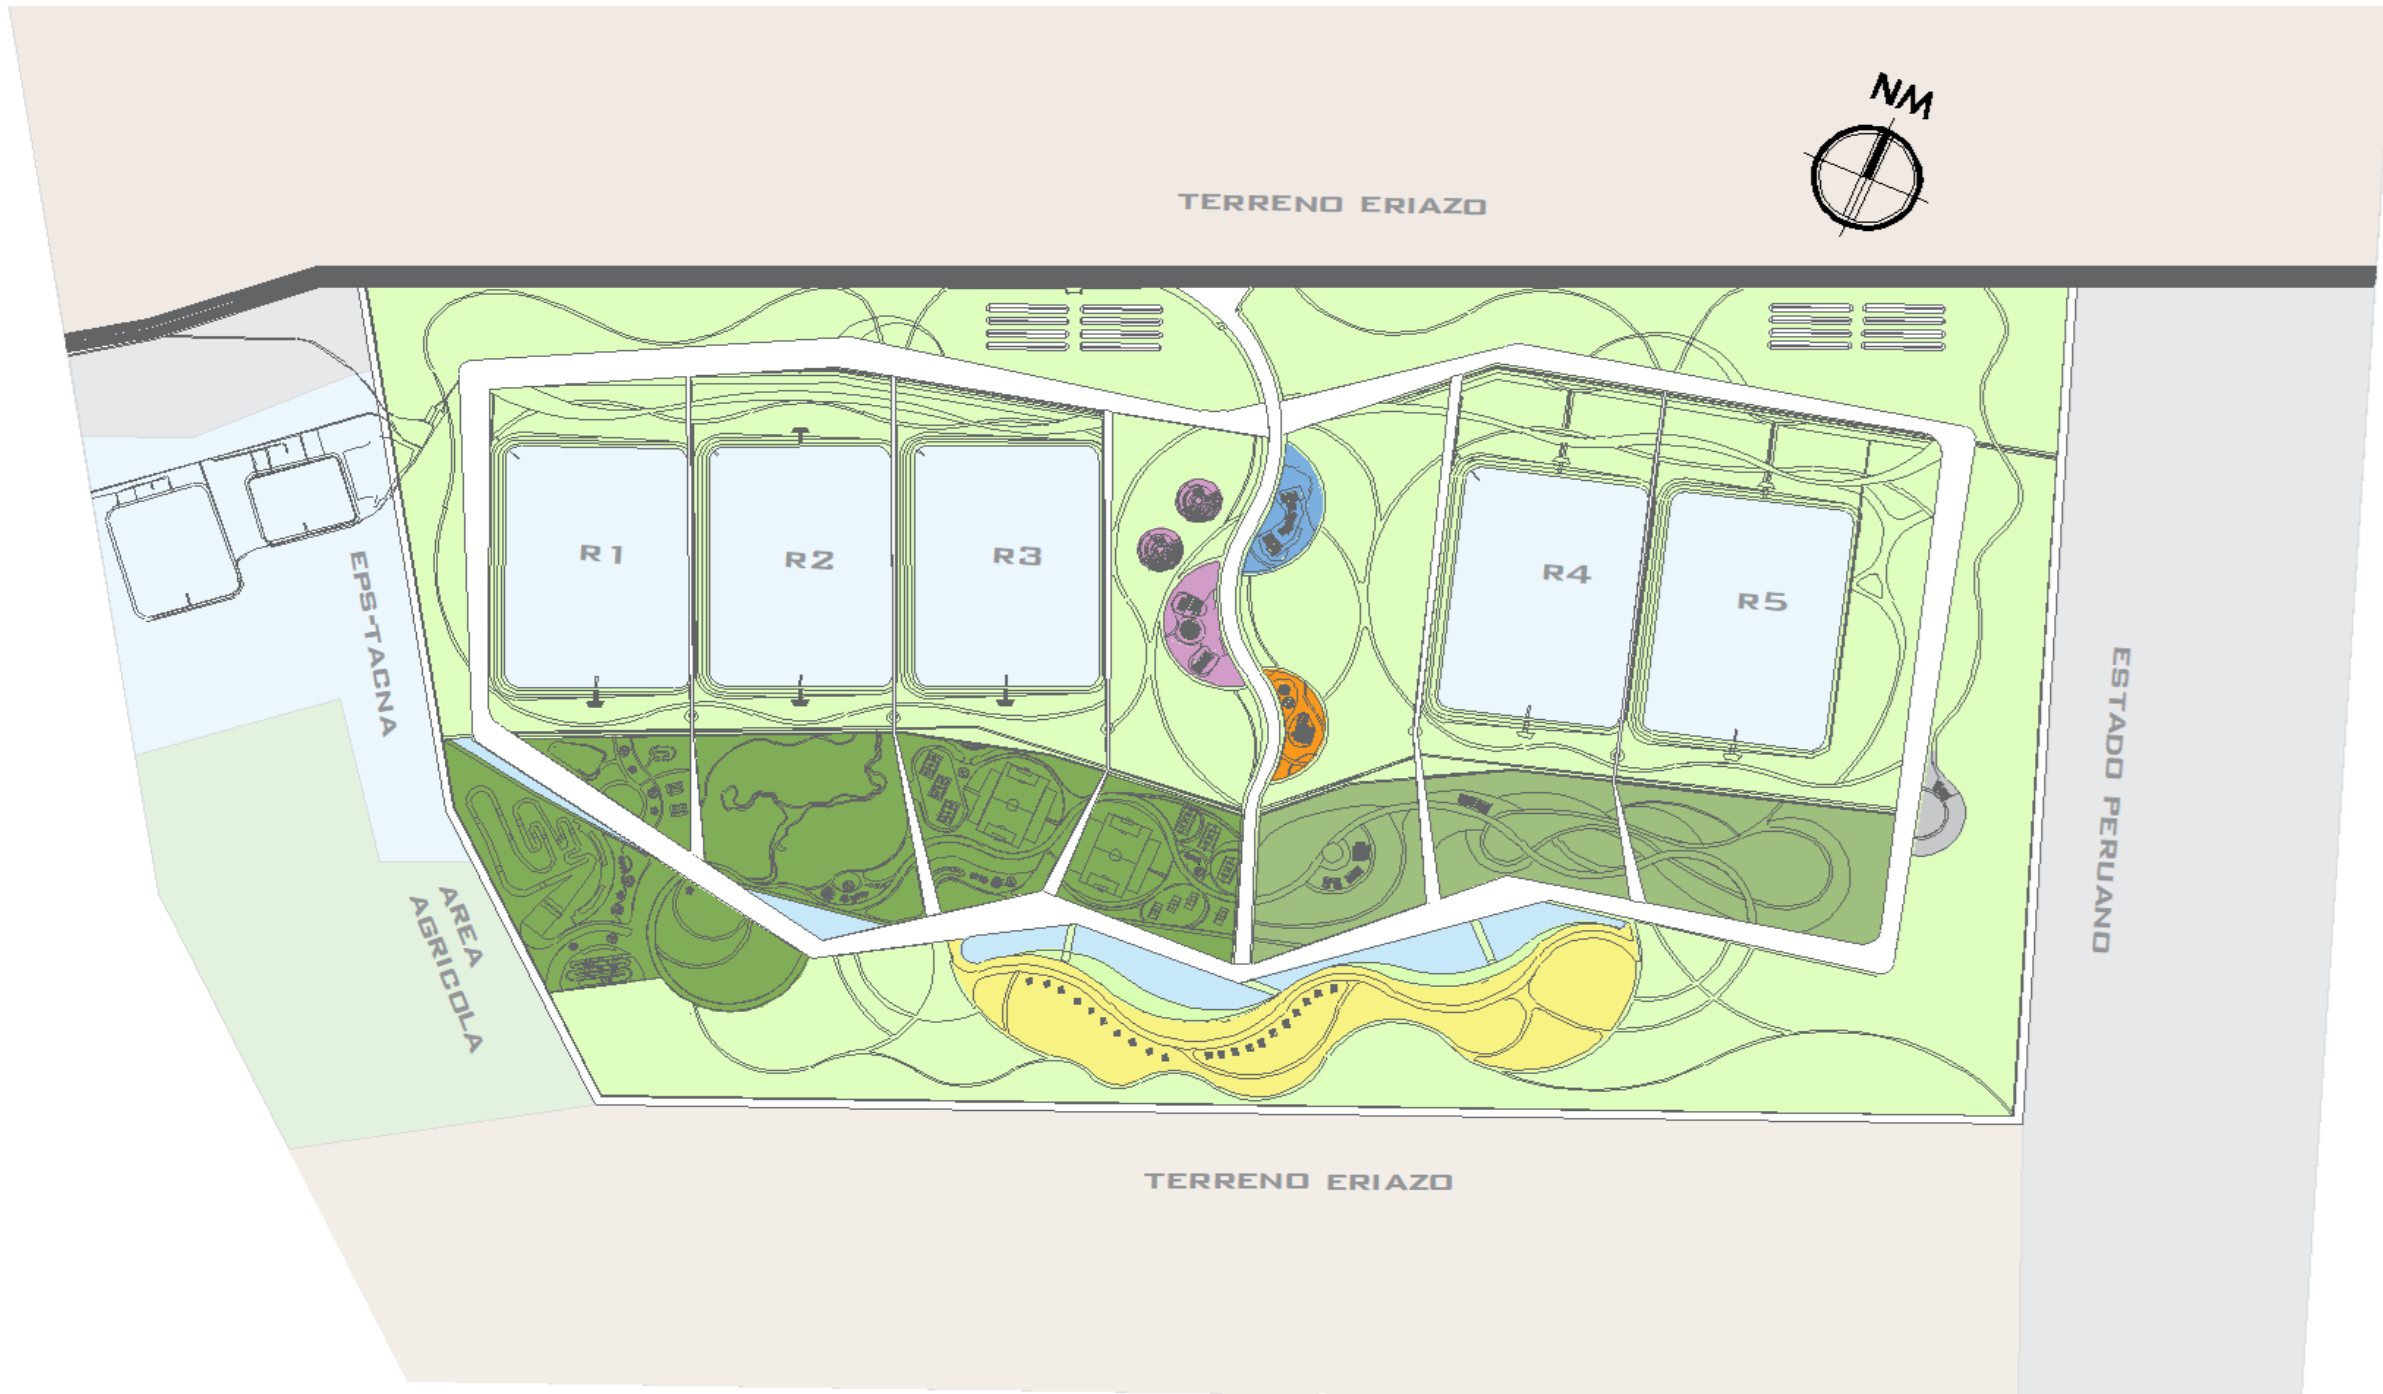 NM
TERRENO ERIAZO
R1
R2
R3
R4
R5
EPS-TACNA
ESTADO PERUANO
AREA
AGRICOLA
TERRENO ERIAZO